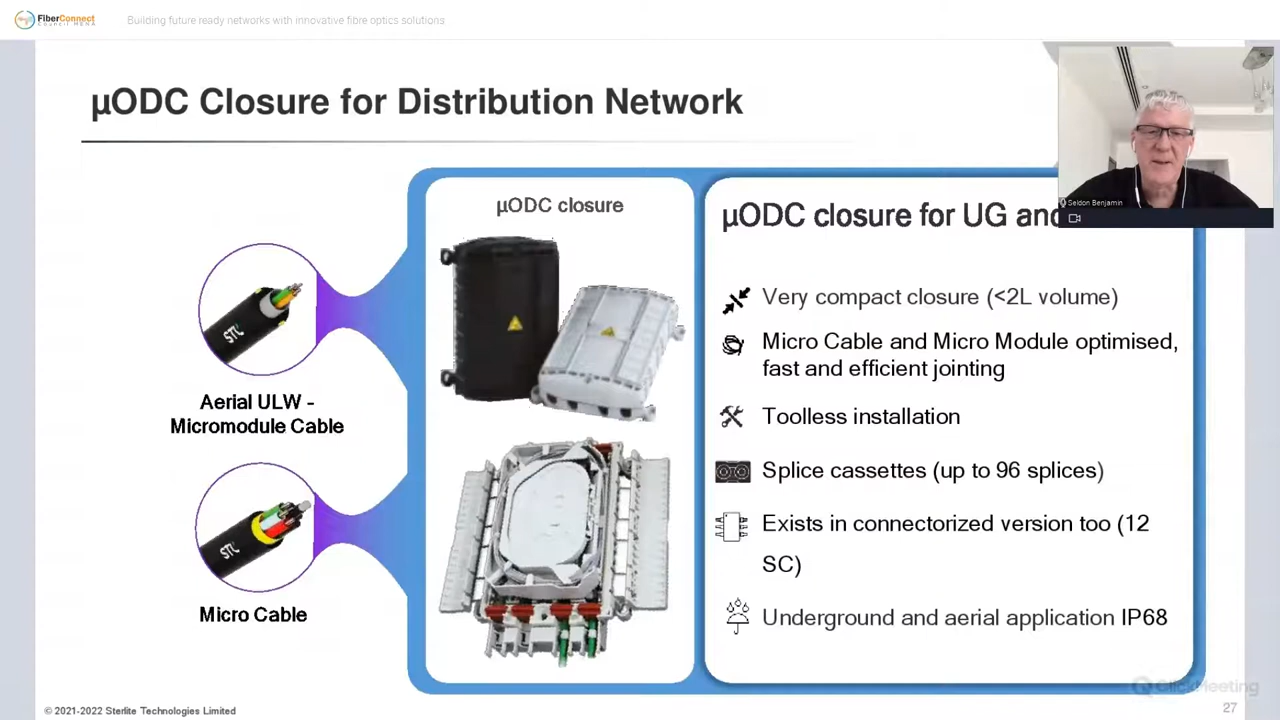 FiberConnect
COUNCIL MENA
Building future ready networks with innovative fibre optics solutions
µODC Closure for Distribution Network
Seldon Benjamin
µODC closure
µODC closure for UG and
STL
Aerial ULW -
Micromodule Cable
Very compact closure (<2L volume)
Micro Cable and Micro Module optimised,
fast and efficient jointing
Toolless installation
Splice cassettes (up to 96 splices)
STL
Micro Cable
Exists in connectorized version too (12
SC)
Underground and aerial application IP68
ClickMeeting
© 2021-2022 Sterlite Technologies Limited
27